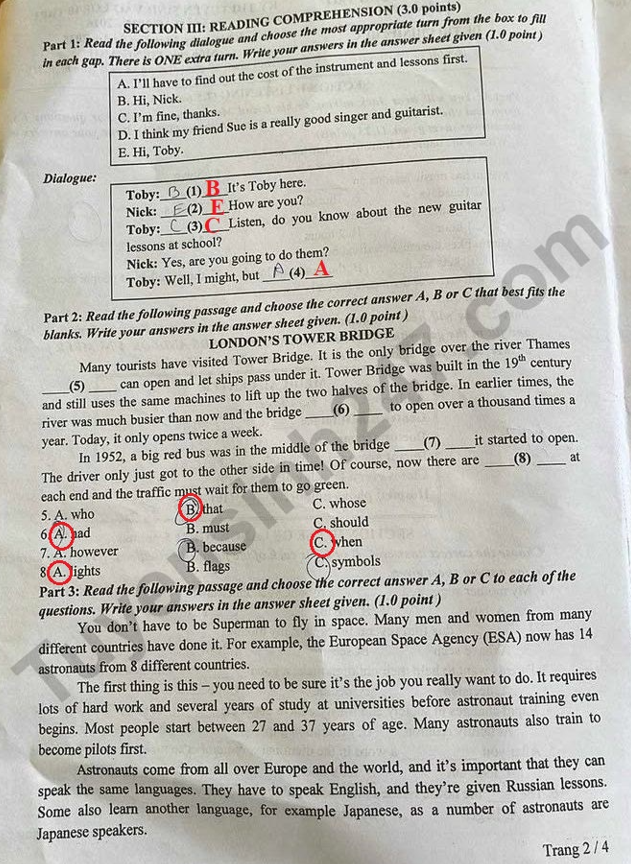 SECTION III: READING COMPREHENSION (3.0 points)
Part 1: Read the following dialogue and choose the most appropriate turn from the box to fill
in each gap. There is ONE extra turn. Write your answers in the answer sheet given (1.0 point)
A. I'll have to find out the cost of the instrument and lessons first.
B. Hi, Nick.
C. I'm fine, thanks.
D. I think my friend Sue is a really good singer and guitarist.
E. Hi, Toby.
Dialogue:
Toby: B (1) B It's Toby here.
Nick: E (2) E How are you?
Toby: C (3) C Listen, do you know about the new guitar
lessons at school?
Nick: Yes, are you going to do them?
Toby: Well, I might, but A (4) A
Part 2: Read the following passage and choose the correct answer A, B or C that best fits the
blanks. Write your answers in the answer sheet given. (1.0 point)
LONDON'S TOWER BRIDGE
Many tourists have visited Tower Bridge. It is the only bridge over the river Thames
____(5) ____ can open and let ships pass under it. Tower Bridge was built in the 19th century
and still uses the same machines to lift up the two halves of the bridge. In earlier times, the
river was much busier than now and the bridge ____(6) ____ to open over a thousand times a
year. Today, it only opens twice a week.
In 1952, a big red bus was in the middle of the bridge ____(7) ____ it started to open.
The driver only just got to the other side in time! Of course, now there are ____(8) ____ at
each end and the traffic must wait for them to go green.
5. A. who B. that C. whose
6. A. had B. must C. should
7. A. however B. because C. when
8. A. lights B. flags C. symbols
Part 3: Read the following passage and choose the correct answer A, B or C to each of the
questions. Write your answers in the answer sheet given. (1.0 point)
You don't have to be Superman to fly in space. Many men and women from many
different countries have done it. For example, the European Space Agency (ESA) now has 14
astronauts from 8 different countries.
The first thing is this – you need to be sure it's the job you really want to do. It requires
lots of hard work and several years of study at universities before astronaut training even
begins. Most people start between 27 and 37 years of age. Many astronauts also train to
become pilots first.
Astronauts come from all over Europe and the world, and it's important that they can
speak the same languages. They have to speak English, and they're given Russian lessons.
Some also learn another language, for example Japanese, as a number of astronauts are
Japanese speakers.
Trang 2 / 4
Tuyensinh247.com